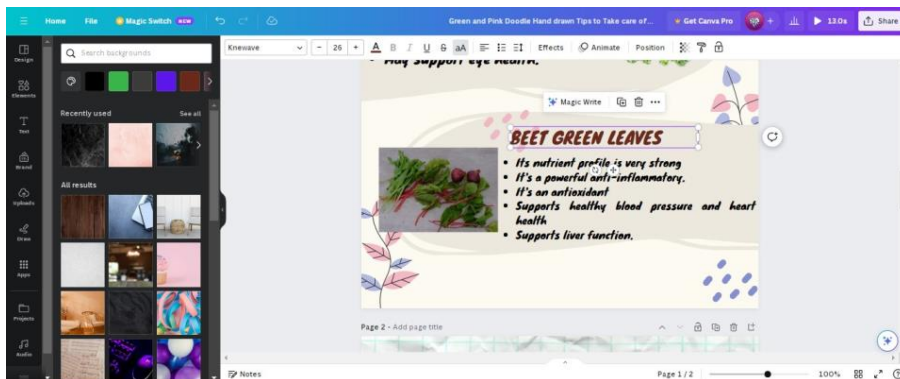 Home File Magic Switch NEW Green and Pink Doodle Hand drawn Tips to Take care of... Get Canva Pro + 13.0s Share
Search backgrounds
Knewave - 26 + A B I U S aA Effects Animate Position
Design
Elements
Text
Brand
Uploads
Draw
Apps
Projects
Audio
Recently used See all
All results
• May support eye health.
Magic Write
BEET GREEN LEAVES
• Its nutrient profile is very strong
• It's a powerful anti-inflammatory.
• It's an antioxidant
• Supports healthy blood pressure and heart
health
• Supports liver function.
Page 2 - Add page title
Notes Page 1 / 2 100%